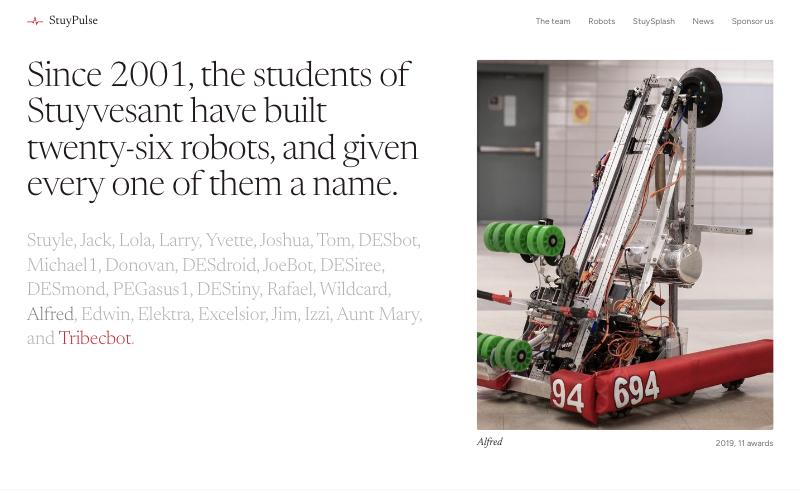 StuyPulse
The team
Robots
StuySplash
News
Sponsor us
Since 2001, the students of
Stuyvesant have built
twenty-six robots, and given
every one of them a name.
Stuyle, Jack, Lola, Larry, Yvette, Joshua, Tom, DESbot,
Michael1, Donovan, DESdroid, JoeBot, DESiree,
DESmond, PEGasus1, DEStiny, Rafael, Wildcard,
Alfred, Edwin, Elektra, Excelsior, Jim, Izzi, Aunt Mary,
and Tribecbot.
94
694
Alfred
2019, 11 awards